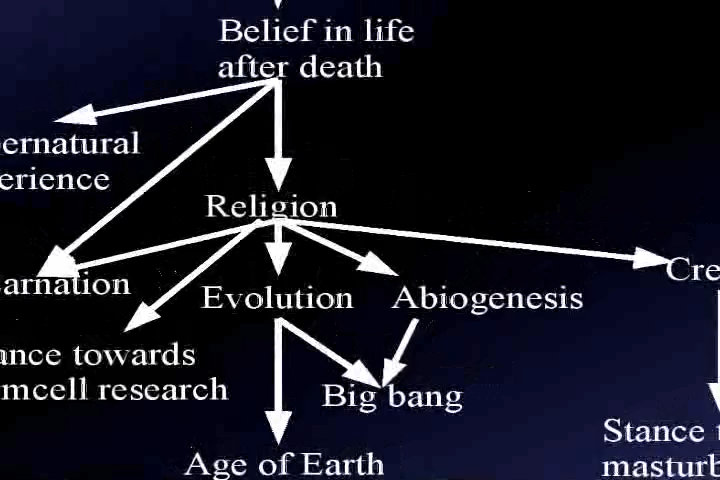 Belief in life
after death
ernatural
erience
Religion
arnation
Evolution
Abiogenesis
Cre
ance towards
mcell research
Big bang
Stance
masturb
Age of Earth